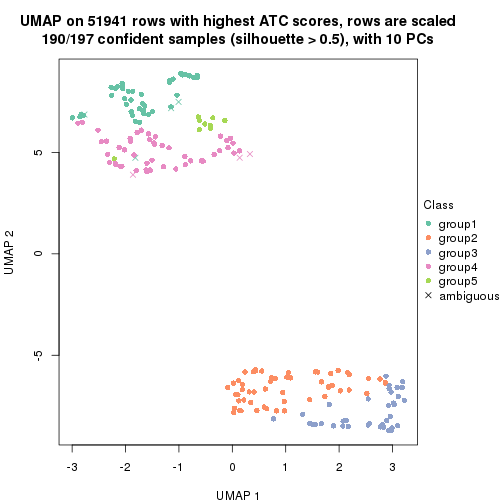 UMAP on 51941 rows with highest ATC scores, rows are scaled
190/197 confident samples (silhouette > 0.5), with 10 PCs
5
0
-5
UMAP 2
-3
-2
-1
0
1
2
3
UMAP 1
Class
group1
group2
group3
group4
group5
ambiguous